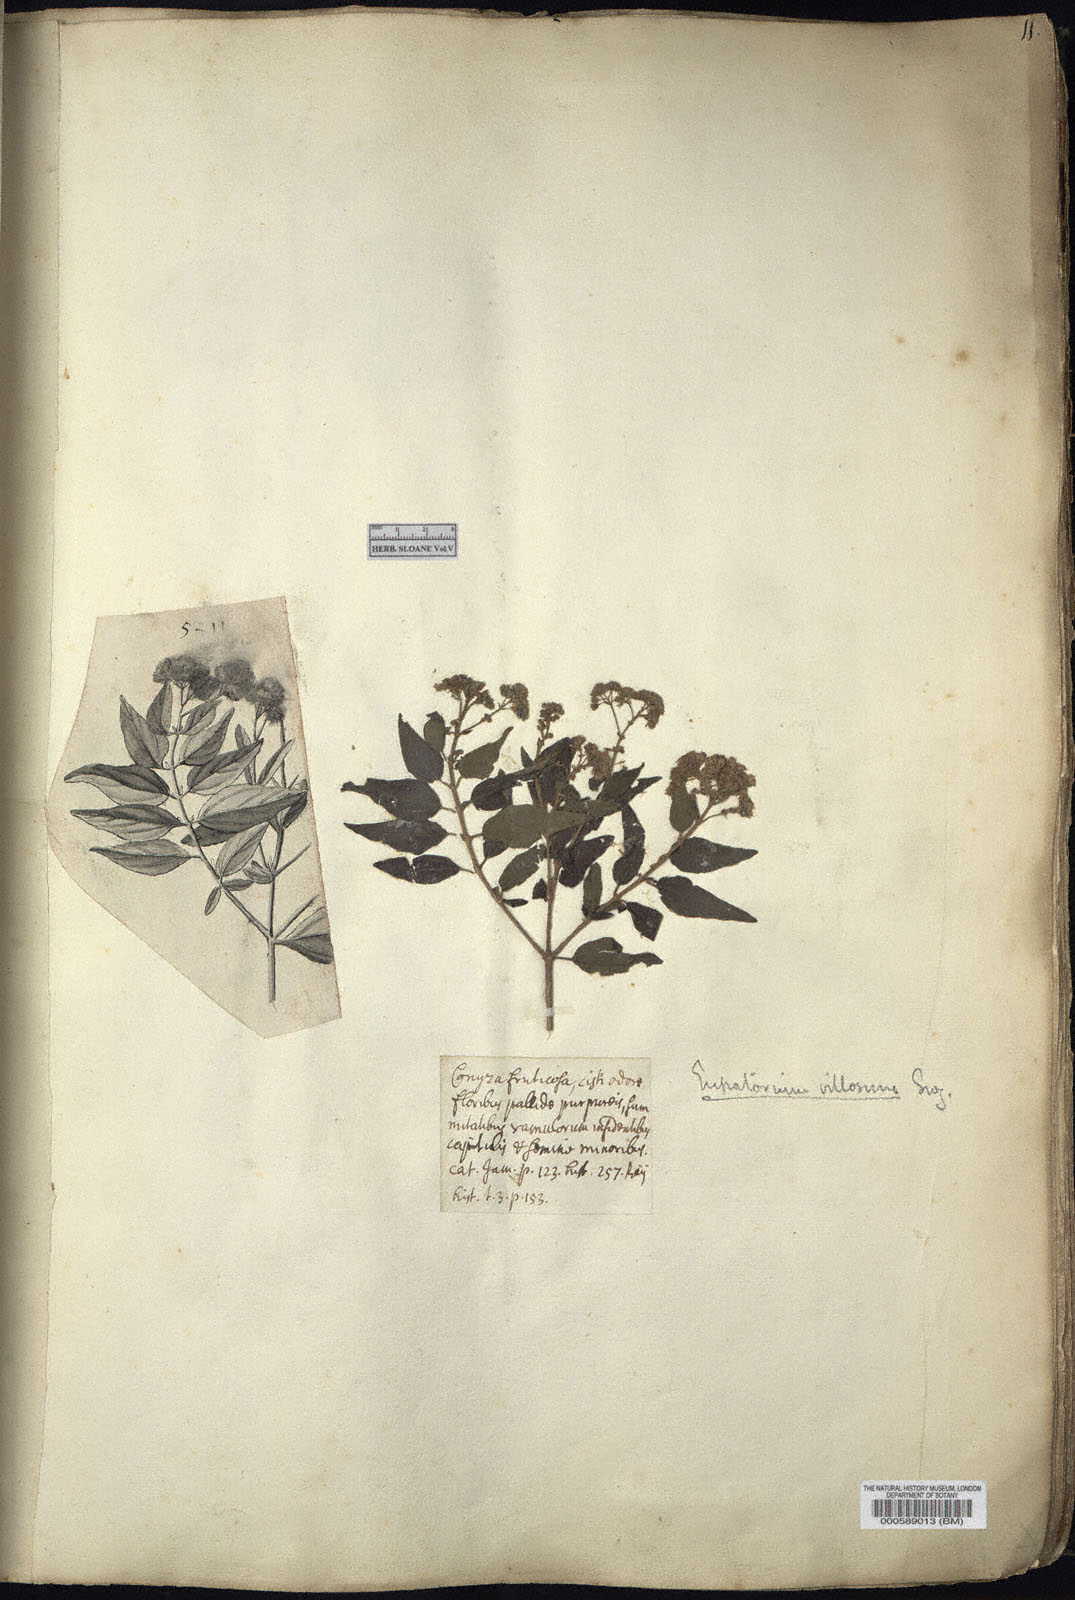 11.
HERB. SLOANE Vol.V
5-11
Conyza fruticosa, cisti odore
floribus pallide purpureis, sum
mitatibus ramulorum insidentibus
capitulis & semine minoribus.
cat. Jam. p. 123. hist. 257. Raij
hist. t. 3. p. 153.
Eupatorium villosum Sw.
THE NATURAL HISTORY MUSEUM, LONDON
DEPARTMENT OF BOTANY
000589013 (BM)